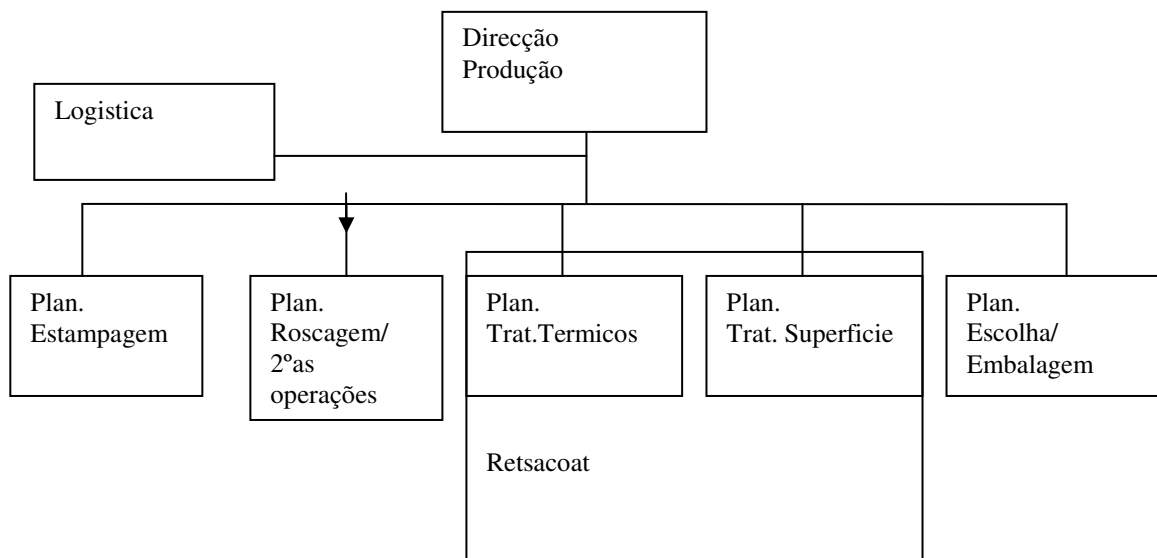 Direcção
Produção
Logistica
Plan.
Estampagem
Plan.
Roscagem/
2ºas
operações
Plan.
Trat.Termicos
Plan.
Trat. Superficie
Plan.
Escolha/
Embalagem
Retsacoat